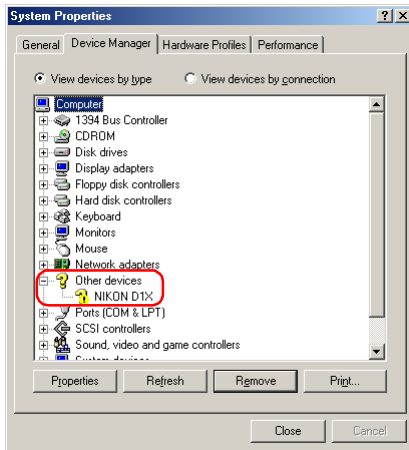 System Properties
General Device Manager Hardware Profiles Performance
View devices by type View devices by connection
Computer
1394 Bus Controller
CDROM
Disk drives
Display adapters
Floppy disk controllers
Hard disk controllers
Keyboard
Monitors
Mouse
Network adapters
Other devices
NIKON D1X
Ports (COM & LPT)
SCSI controllers
Sound, video and game controllers
System devices
Properties Refresh Remove Print...
Close Cancel